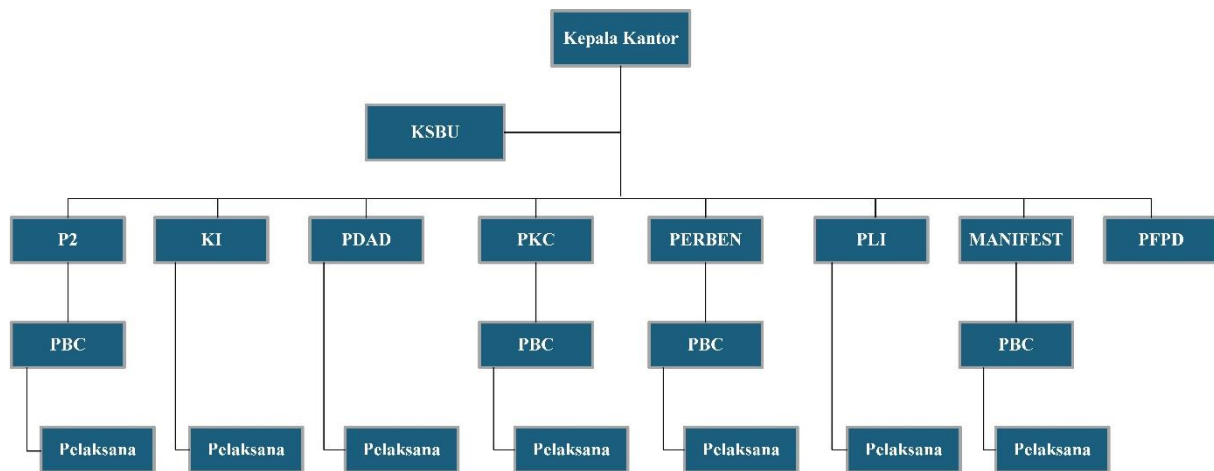 Kepala Kantor
KSBU
P2
KI
PDAD
PKC
PERBEN
PLI
MANIFEST
PFPD
PBC
PBC
PBC
PBC
Pelaksana
Pelaksana
Pelaksana
Pelaksana
Pelaksana
Pelaksana
Pelaksana